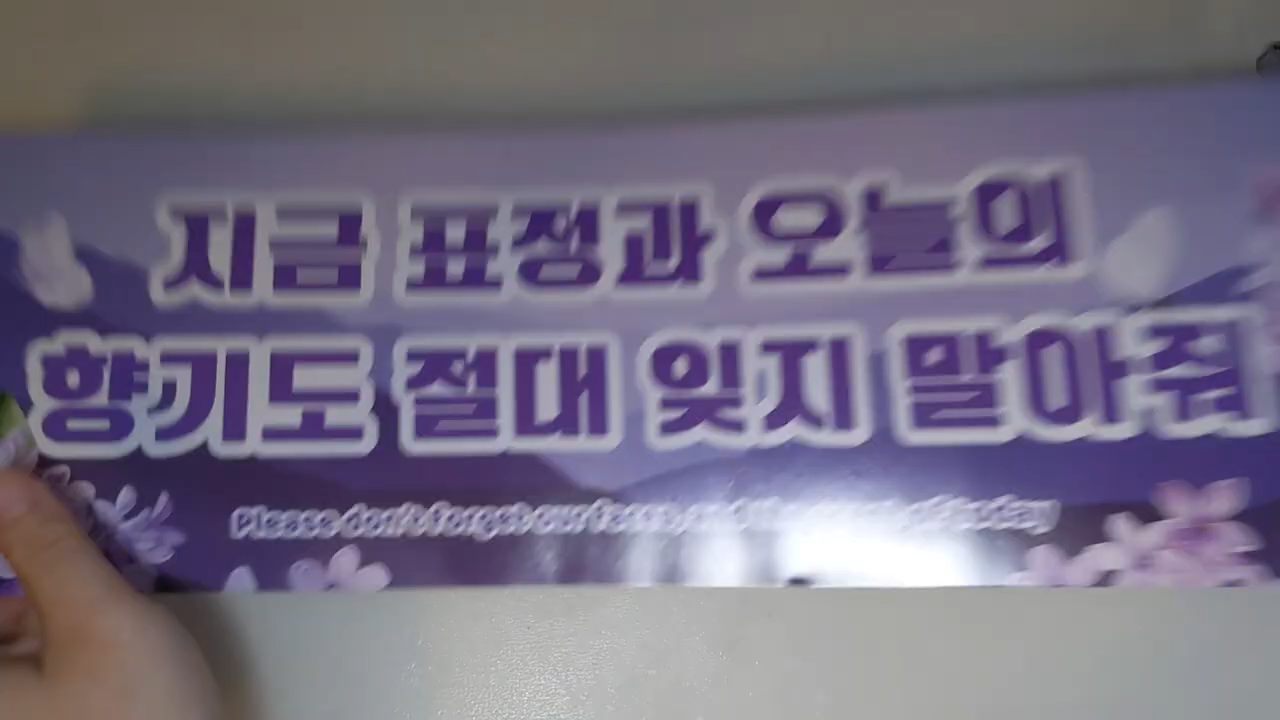 지금 표정과 오늘의
향기도 절대 잊지 말아줘
Please don't forget our faces and the scent of today